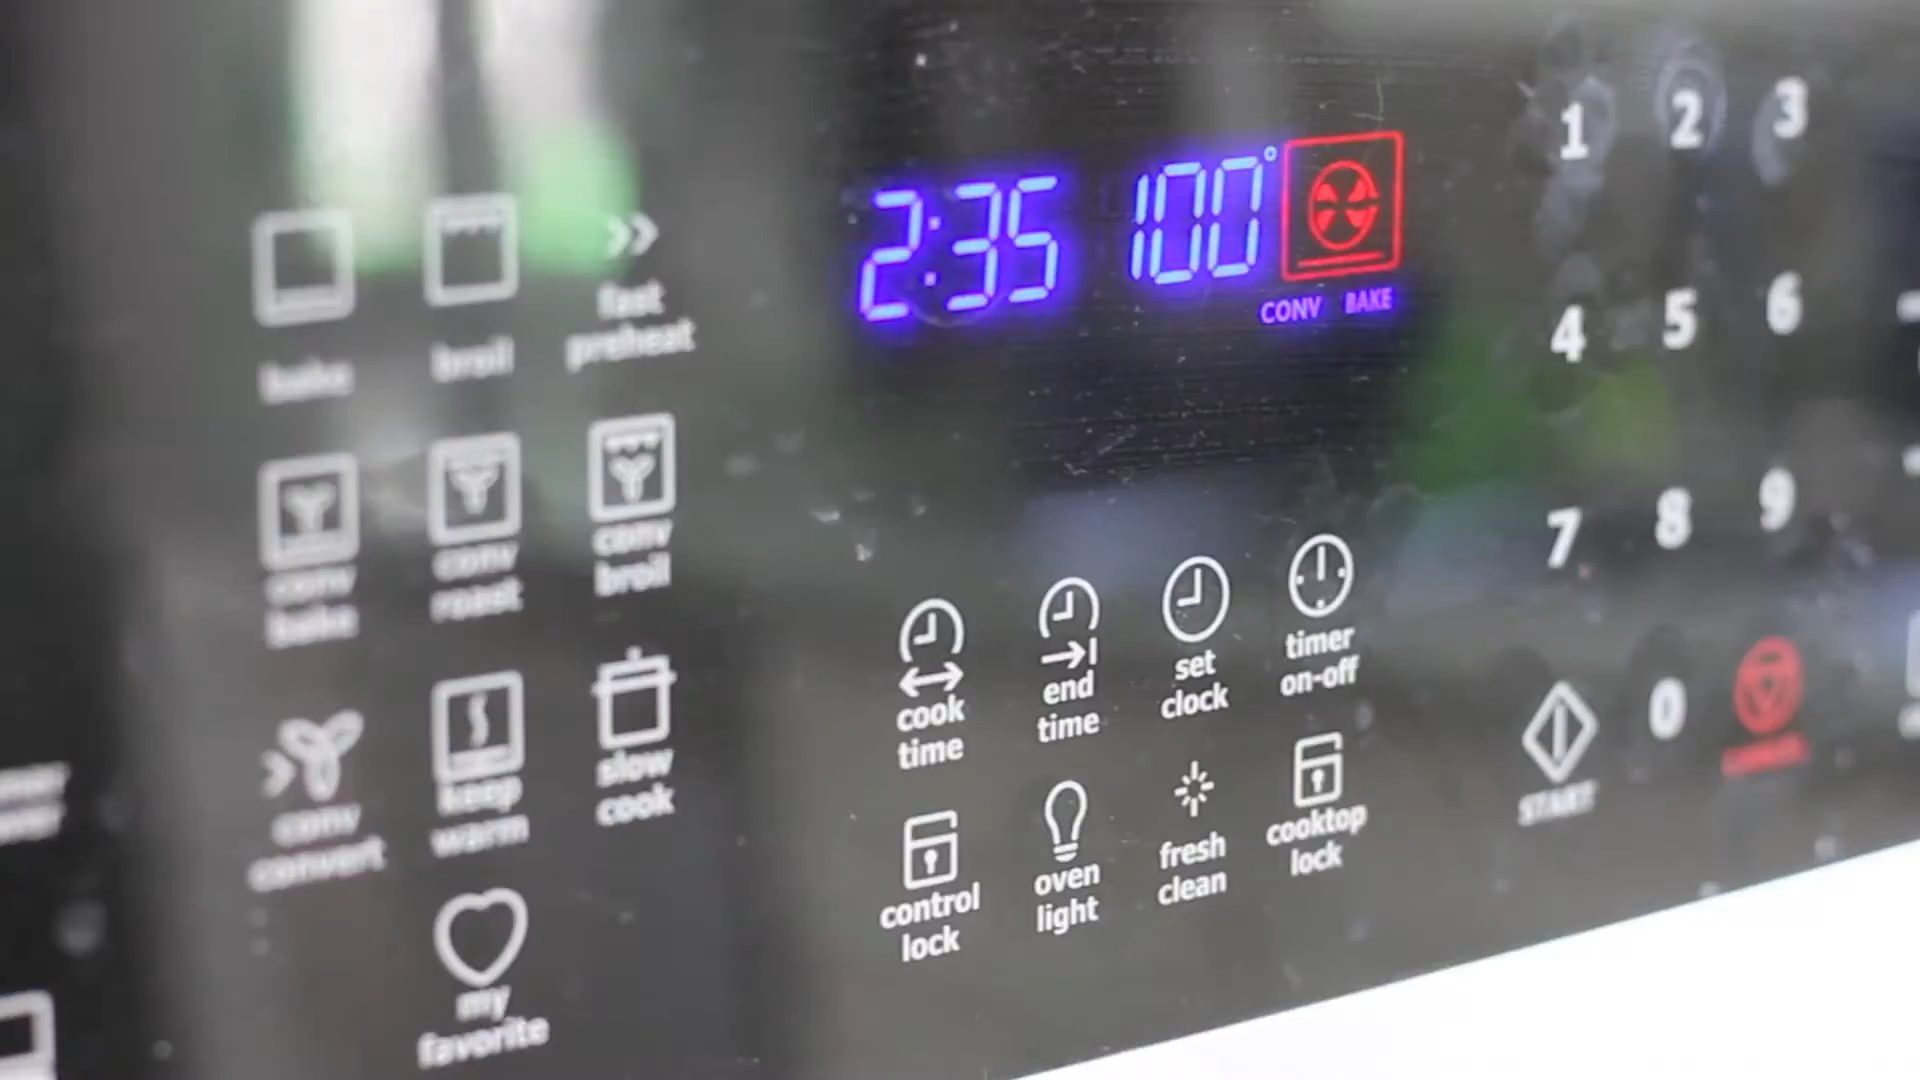 2:35 100°
CONV BAKE
1 2 3
4 5 6
7 8 9
0
START
bake
broil
fast
preheat
conv
bake
conv
roast
conv
broil
conv
convert
keep
warm
slow
cook
my
favorite
cook
time
end
time
set
clock
timer
on-off
control
lock
oven
light
fresh
clean
cooktop
lock